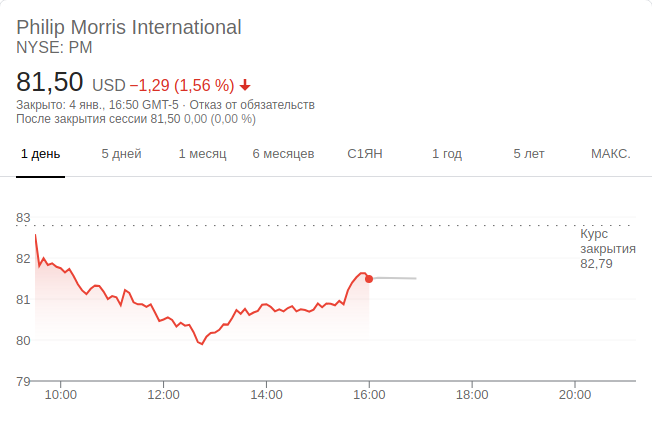 Philip Morris International
NYSE: PM
81,50 USD −1,29 (1,56 %)
Закрыто: 4 янв., 16:50 GMT-5 · Отказ от обязательств
После закрытия сессии 81,50 0,00 (0,00 %)
1 день 5 дней 1 месяц 6 месяцев С1ЯН 1 год 5 лет МАКС.
83
Курс
закрытия
82,79
82
81
80
79
10:00 12:00 14:00 16:00 18:00 20:00